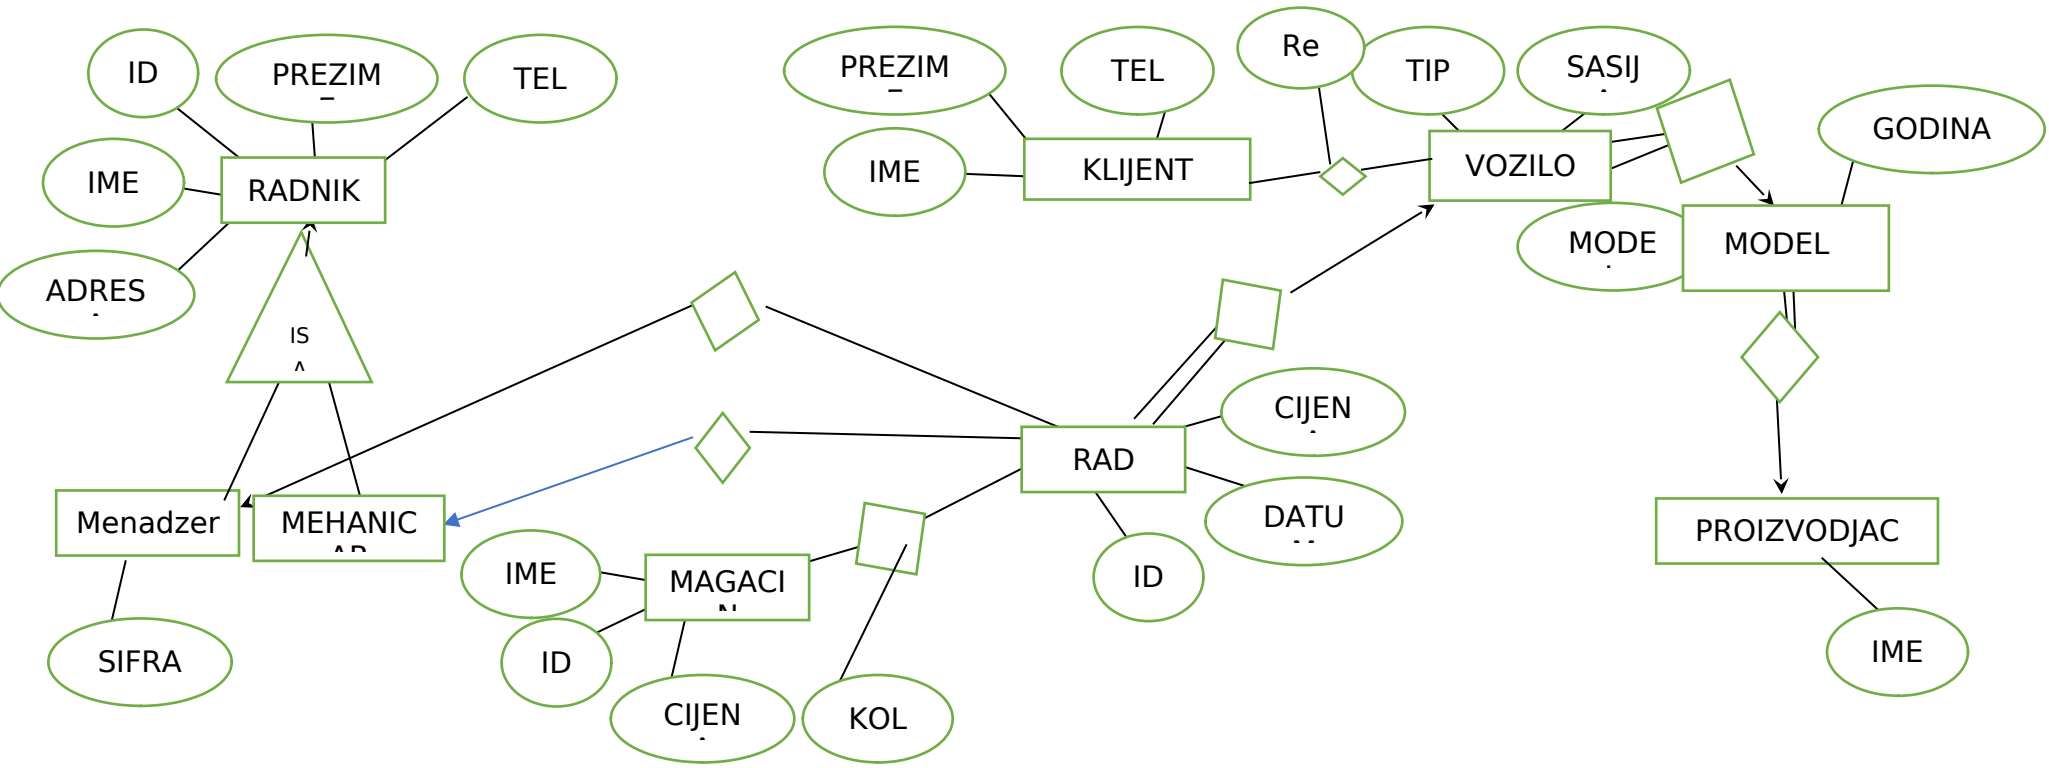 ID
PREZIM
TEL
IME
RADNIK
ADRES
IS
Menadzer
MEHANIC
SIFRA
PREZIM
TEL
Re
TIP
SASIJ
IME
KLIJENT
VOZILO
GODINA
MODE
MODEL
CIJEN
RAD
DATU
ID
IME
MAGACI
ID
CIJEN
KOL
PROIZVODJAC
IME